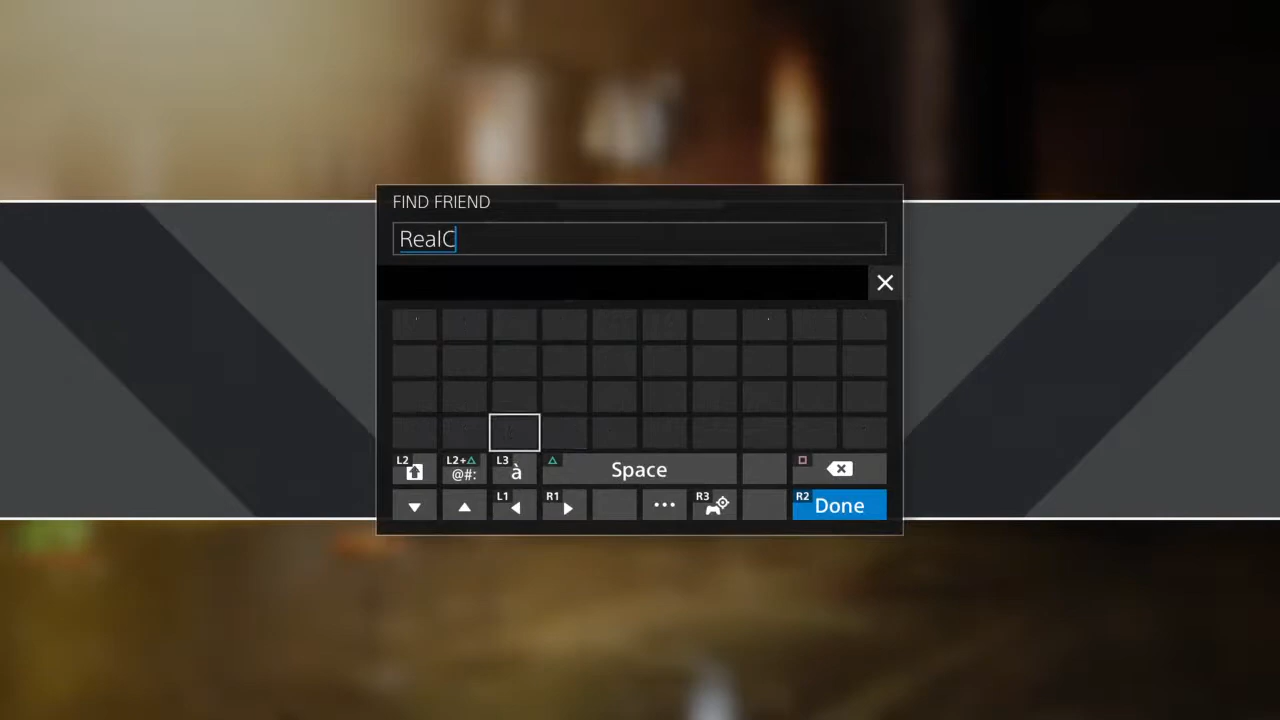 FIND FRIEND
RealC
L2 L2+△ @#: L3 à △ Space
L1 R1 ... R3 R2 Done